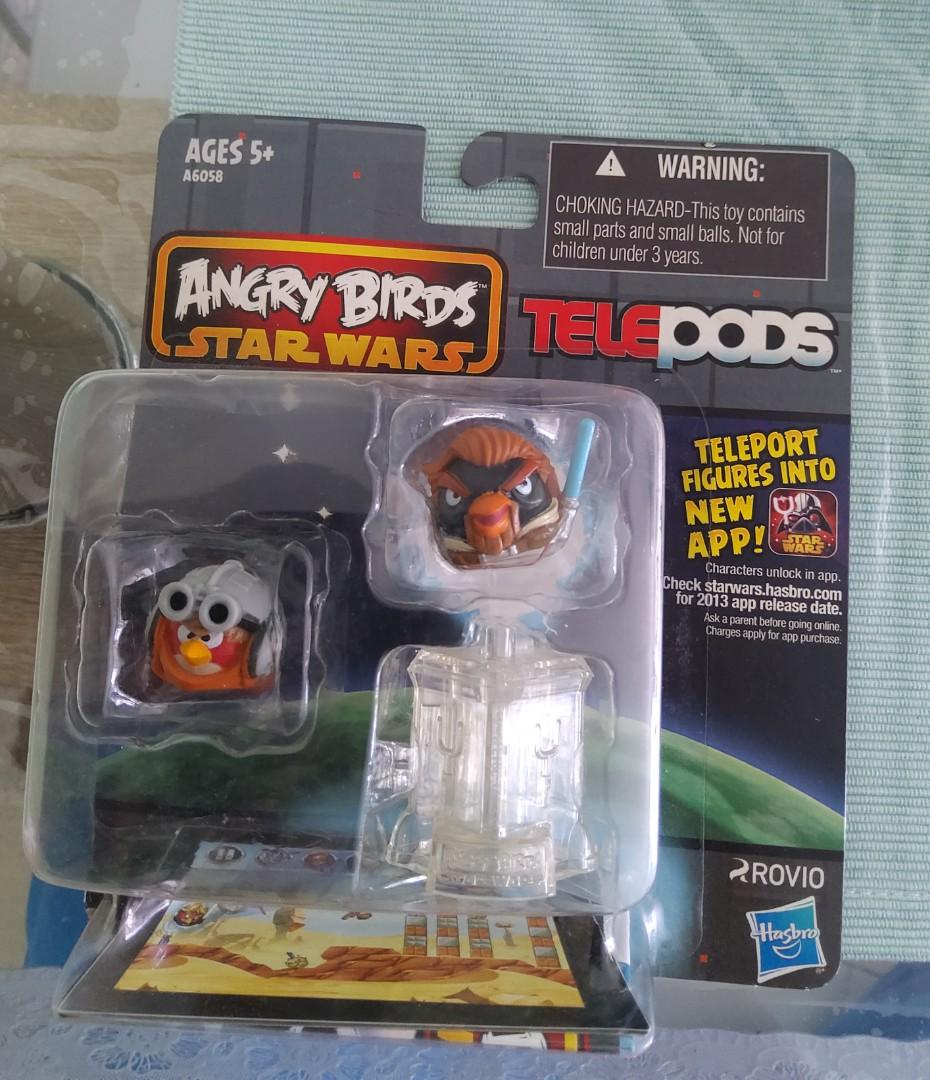 AGES 5+
A6058
WARNING:
CHOKING HAZARD-This toy contains
small parts and small balls. Not for
children under 3 years.
ANGRY BIRDS™
STAR WARS
TELEPODS™
TELEPORT
FIGURES INTO
NEW
APP!
STAR
WARS
Characters unlock in app.
Check starwars.hasbro.com
for 2013 app release date.
Ask a parent before going online.
Charges apply for app purchase.
ROVIO
Hasbro